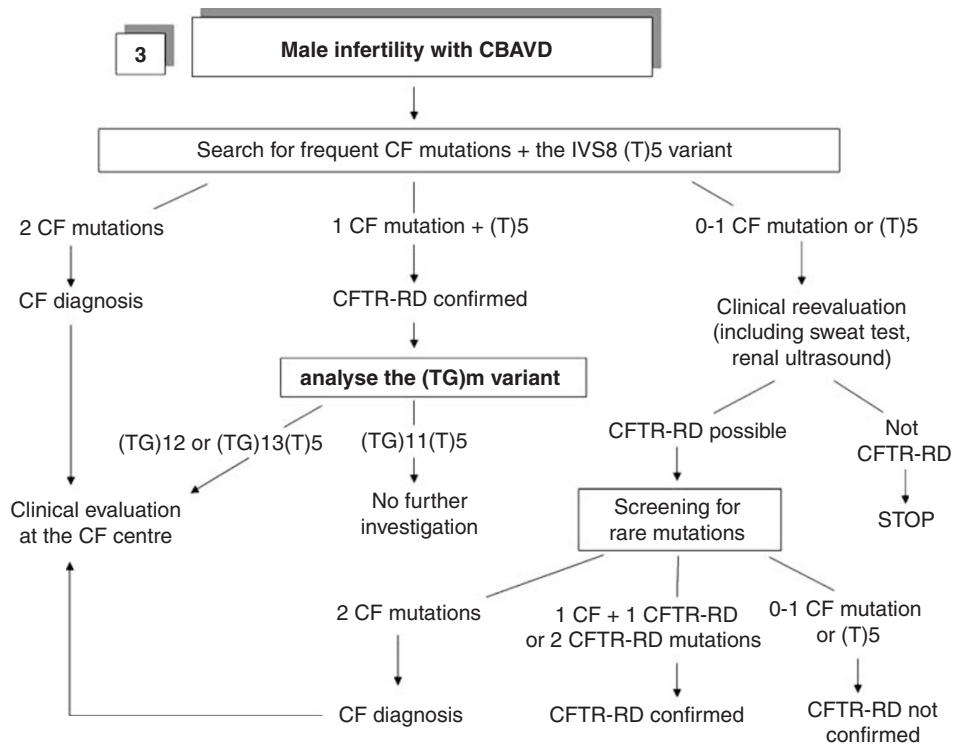 3
Male infertility with CBAVD
Search for frequent CF mutations + the IVS8 (T)5 variant
2 CF mutations
1 CF mutation + (T)5
0-1 CF mutation or (T)5
CF diagnosis
CFTR-RD confirmed
Clinical reevaluation
(including sweat test,
renal ultrasound)
analyse the (TG)m variant
(TG)12 or (TG)13(T)5
(TG)11(T)5
CFTR-RD possible
Not
CFTR-RD
Clinical evaluation
at the CF centre
No further
investigation
Screening for
rare mutations
STOP
2 CF mutations
1 CF + 1 CFTR-RD
or 2 CFTR-RD mutations
0-1 CF mutation
or (T)5
CF diagnosis
CFTR-RD confirmed
CFTR-RD not
confirmed